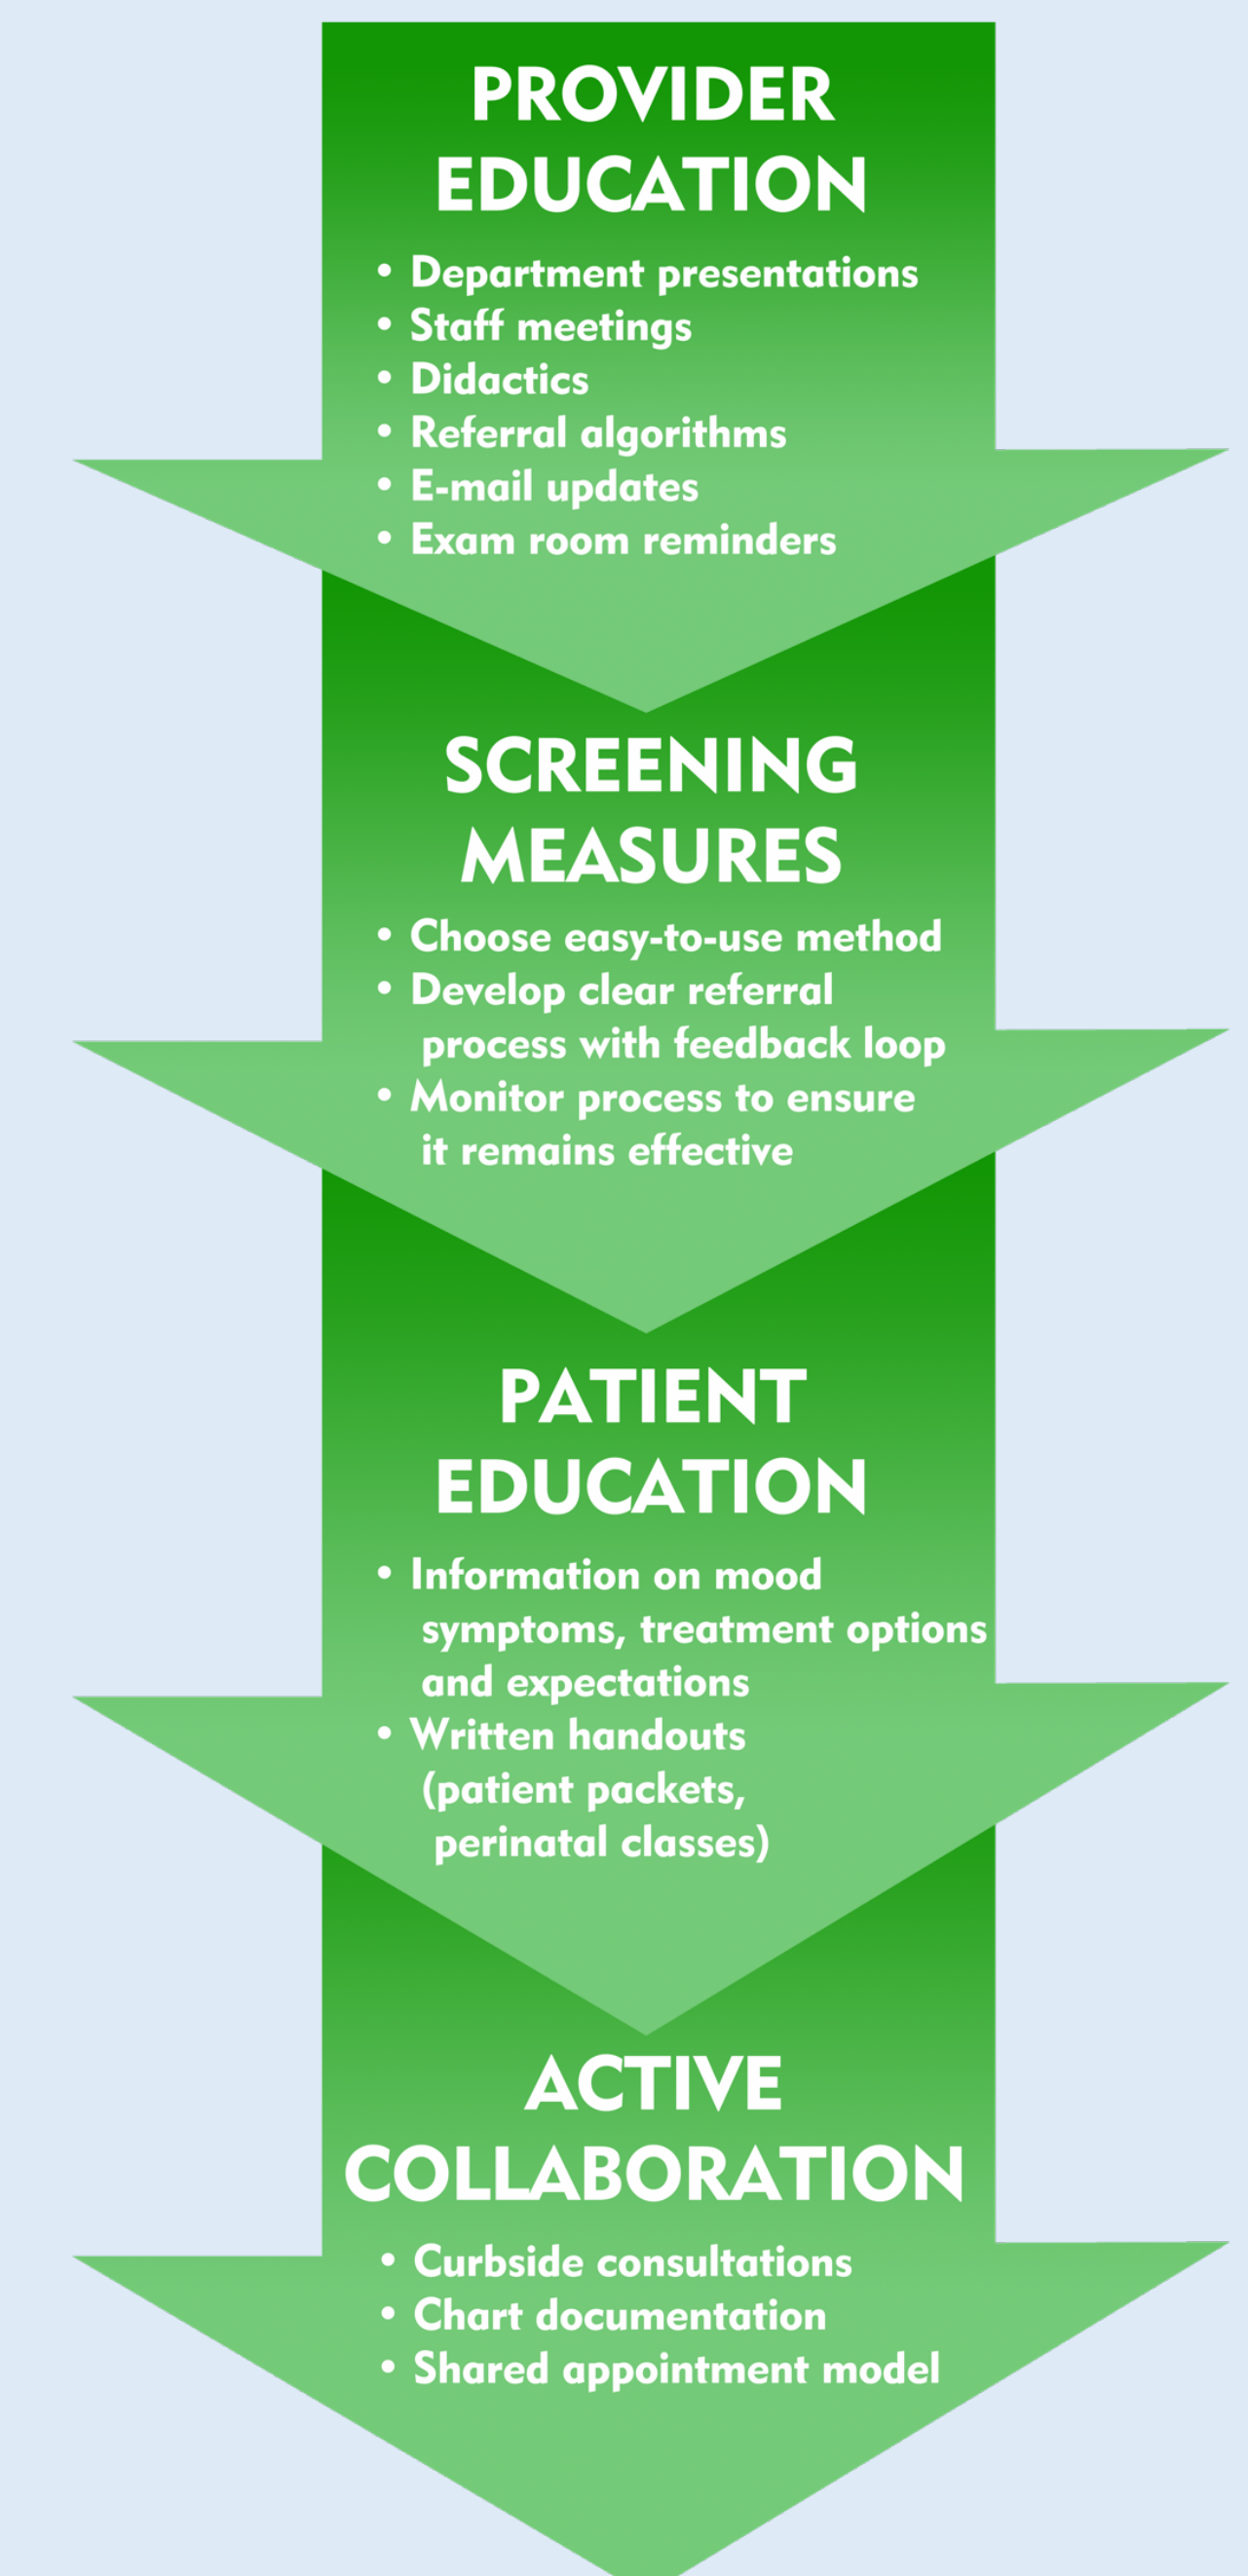 PROVIDER
EDUCATION
• Department presentations
• Staff meetings
• Didactics
• Referral algorithms
• E-mail updates
• Exam room reminders
SCREENING
MEASURES
• Choose easy-to-use method
• Develop clear referral
process with feedback loop
• Monitor process to ensure
it remains effective
PATIENT
EDUCATION
• Information on mood
symptoms, treatment options
and expectations
• Written handouts
(patient packets,
perinatal classes)
ACTIVE
COLLABORATION
• Curbside consultations
• Chart documentation
• Shared appointment model